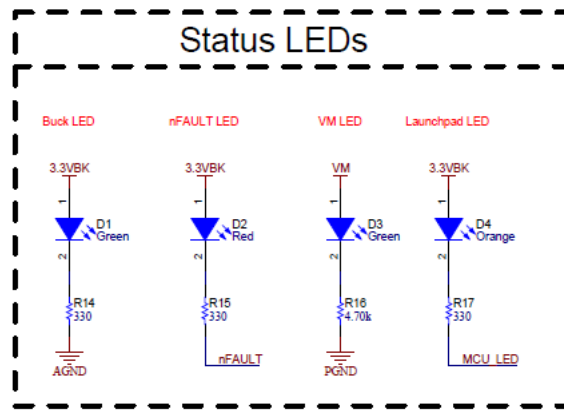 Status LEDs
Buck LED nFAULT LED VM LED Launchpad LED
3.3VBK 3.3VBK VM 3.3VBK
1 1 1 1
D1 D2 D3 D4
Green Red Green Orange
2 2 2 2
R14 R15 R16 R17
330 330 4.70k 330
nFAULT MCU_LED
AGND PGND